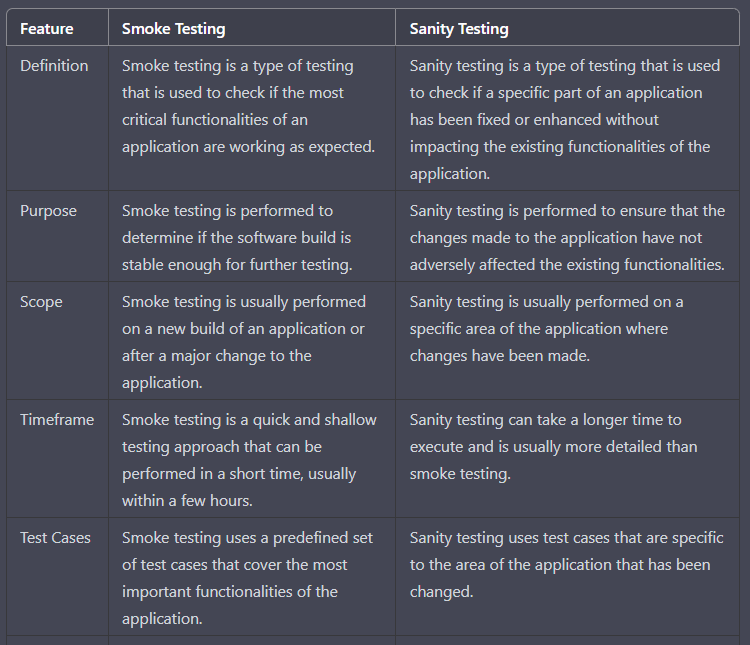 Feature Smoke Testing Sanity Testing
Definition Smoke testing is a type of testing Sanity testing is a type of testing that is used
that is used to check if the most to check if a specific part of an application
critical functionalities of an has been fixed or enhanced without
application are working as expected. impacting the existing functionalities of the
application.
Purpose Smoke testing is performed to Sanity testing is performed to ensure that the
determine if the software build is changes made to the application have not
stable enough for further testing. adversely affected the existing functionalities.
Scope Smoke testing is usually performed Sanity testing is usually performed on a
on a new build of an application or specific area of the application where
after a major change to the changes have been made.
application.
Timeframe Smoke testing is a quick and shallow Sanity testing can take a longer time to
testing approach that can be execute and is usually more detailed than
performed in a short time, usually smoke testing.
within a few hours.
Test Cases Smoke testing uses a predefined set Sanity testing uses test cases that are specific
of test cases that cover the most to the area of the application that has been
important functionalities of the changed.
application.